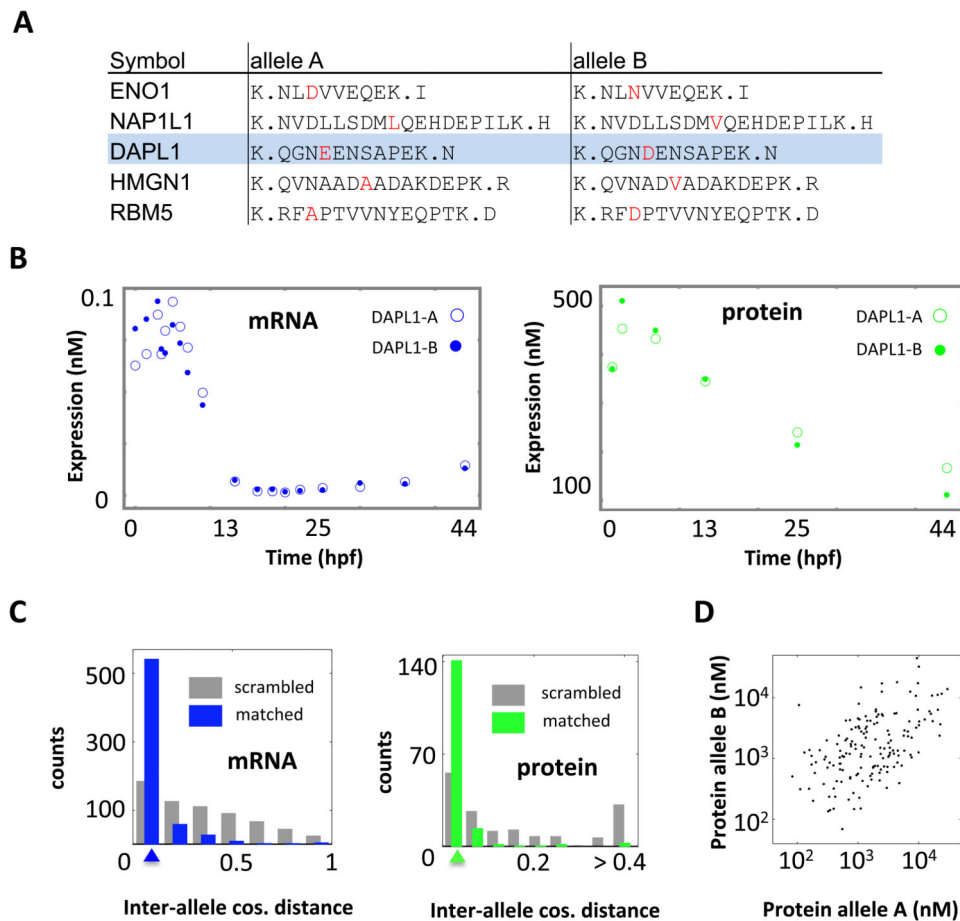 A
Symbol allele A allele B
ENO1 K.NLDVVEQEK.I K.NLNVVEQEK.I
NAP1L1 K.NVDLLSDMLQEHDEPILK.H K.NVDLLSDMVQEHDEPILK.H
DAPL1 K.QGNEENSAPEK.N K.QGNDENSAPEK.N
HMGN1 K.QVNAADAADAKDEPK.R K.QVNADVADAKDEPK.R
RBM5 K.RFAPTVVNYEQPTK.D K.RFDPTVVNYEQPTK.D
B
Expression (nM)
0.1
0
mRNA
DAPL1-A
DAPL1-B
0 13 25 44
Time (hpf)
Expression (nM)
500
100
protein
DAPL1-A
DAPL1-B
0 13 25 44
Time (hpf)
C
counts
500
300
100
scrambled
matched
mRNA
0 0.5 1
Inter-allele cos. distance
counts
140
70
0
scrambled
matched
protein
0.2 > 0.4
Inter-allele cos. distance
D
Protein allele B (nM)
10⁴
10³
10²
10² 10³ 10⁴
Protein allele A (nM)